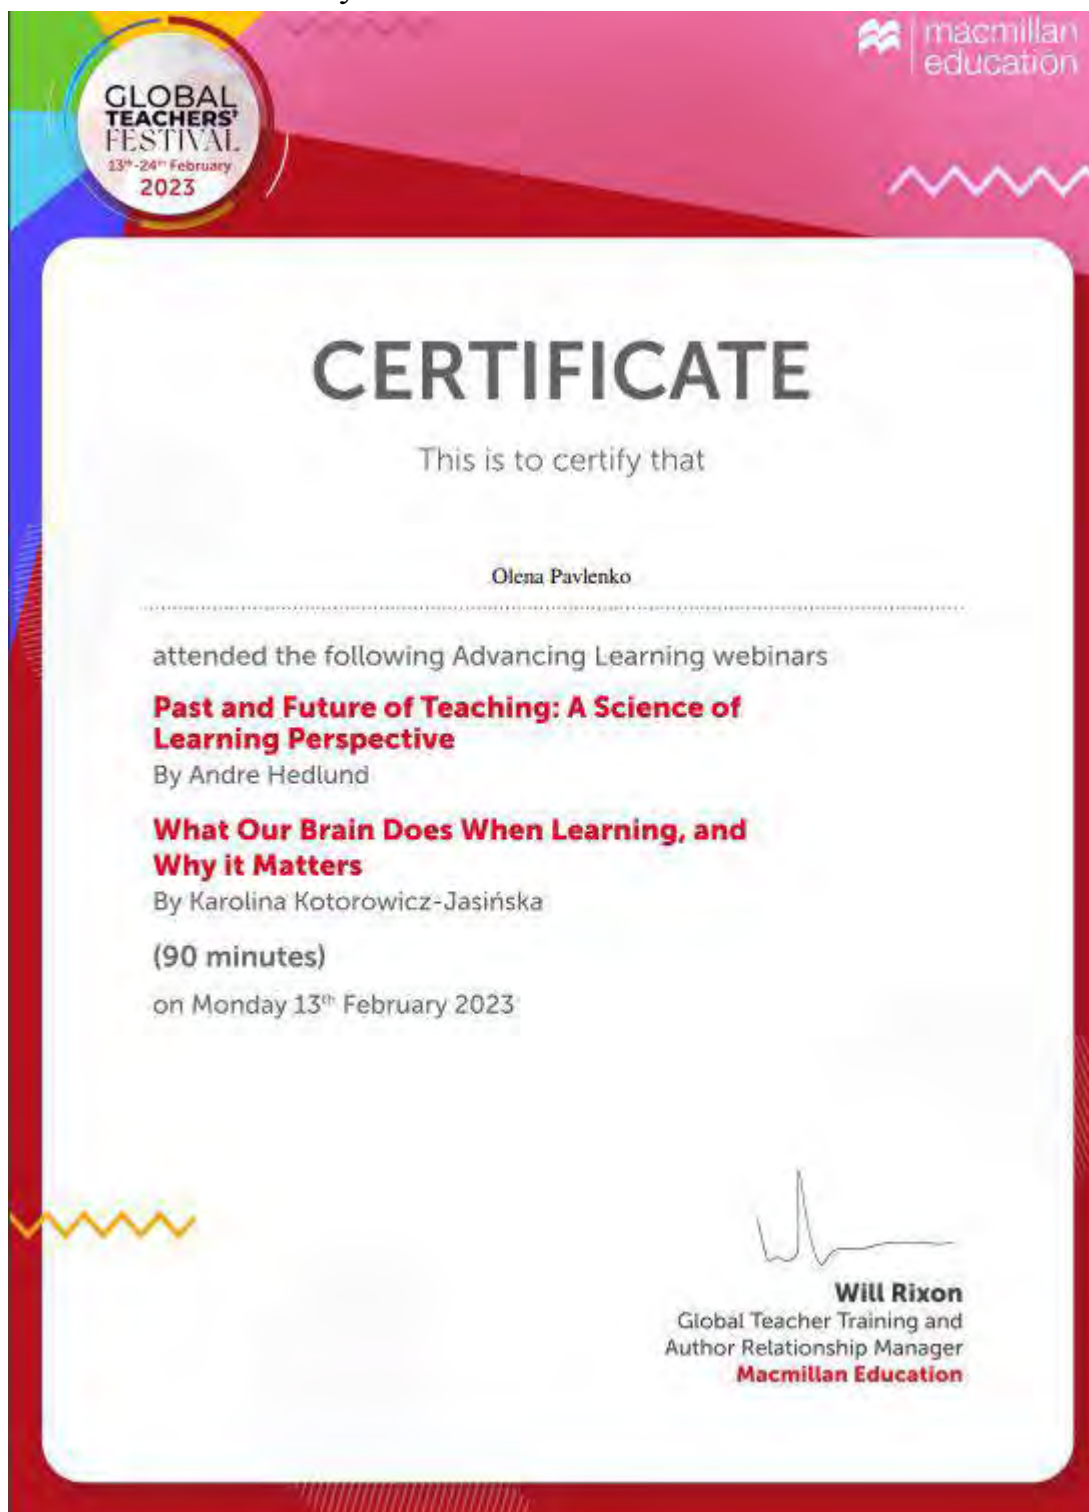 GLOBAL
TEACHERS'
FESTIVAL
13th-24th February
2023
macmillan
education
CERTIFICATE
This is to certify that
Olena Pavlenko
attended the following Advancing Learning webinars
Past and Future of Teaching: A Science of
Learning Perspective
By Andre Hedlund
What Our Brain Does When Learning, and
Why it Matters
By Karolina Kotorowicz-Jasińska
(90 minutes)
on Monday 13th February 2023
Will Rixon
Global Teacher Training and
Author Relationship Manager
Macmillan Education